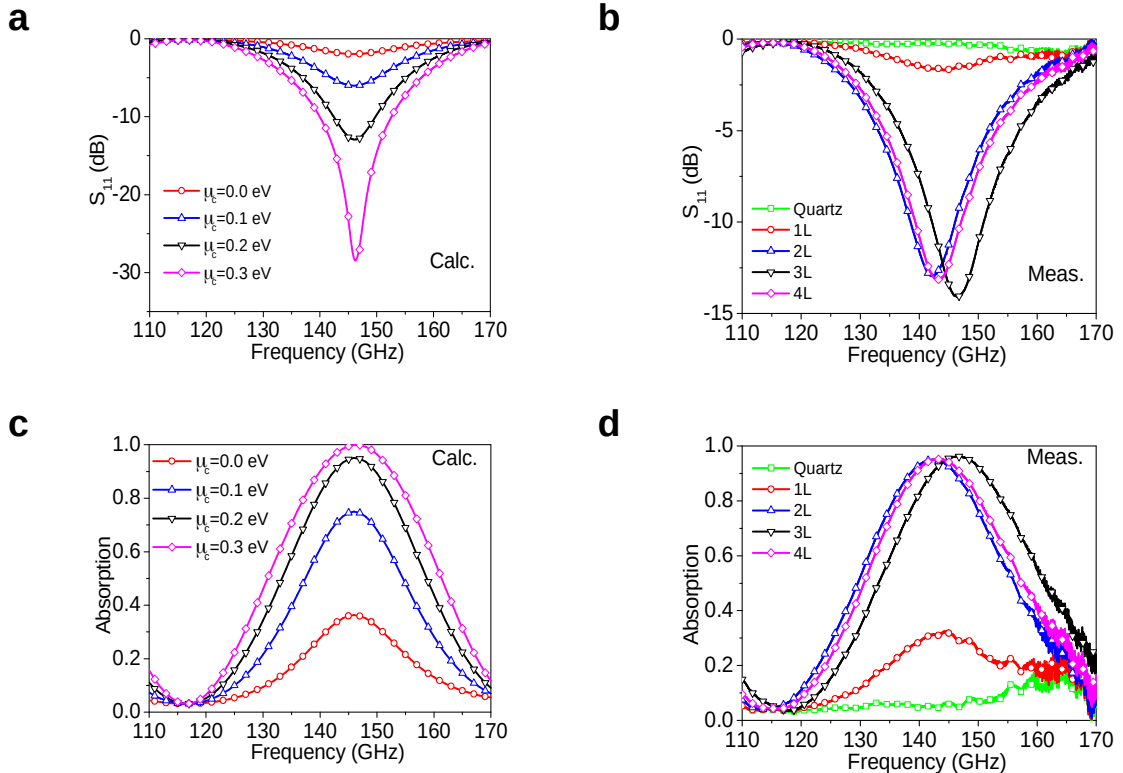 a
0
-10
-20
-30
S11 (dB)
μc=0.0 eV
μc=0.1 eV
μc=0.2 eV
μc=0.3 eV
Calc.
110 120 130 140 150 160 170
Frequency (GHz)
b
0
-5
-10
-15
S11 (dB)
Quartz
1L
2L
3L
4L
Meas.
110 120 130 140 150 160 170
Frequency (GHz)
c
1.0
0.8
0.6
0.4
0.2
0.0
Absorption
μc=0.0 eV
μc=0.1 eV
μc=0.2 eV
μc=0.3 eV
Calc.
110 120 130 140 150 160 170
Frequency (GHz)
d
1.0
0.8
0.6
0.4
0.2
0.0
Absorption
Quartz
1L
2L
3L
4L
Meas.
110 120 130 140 150 160 170
Frequency (GHz)